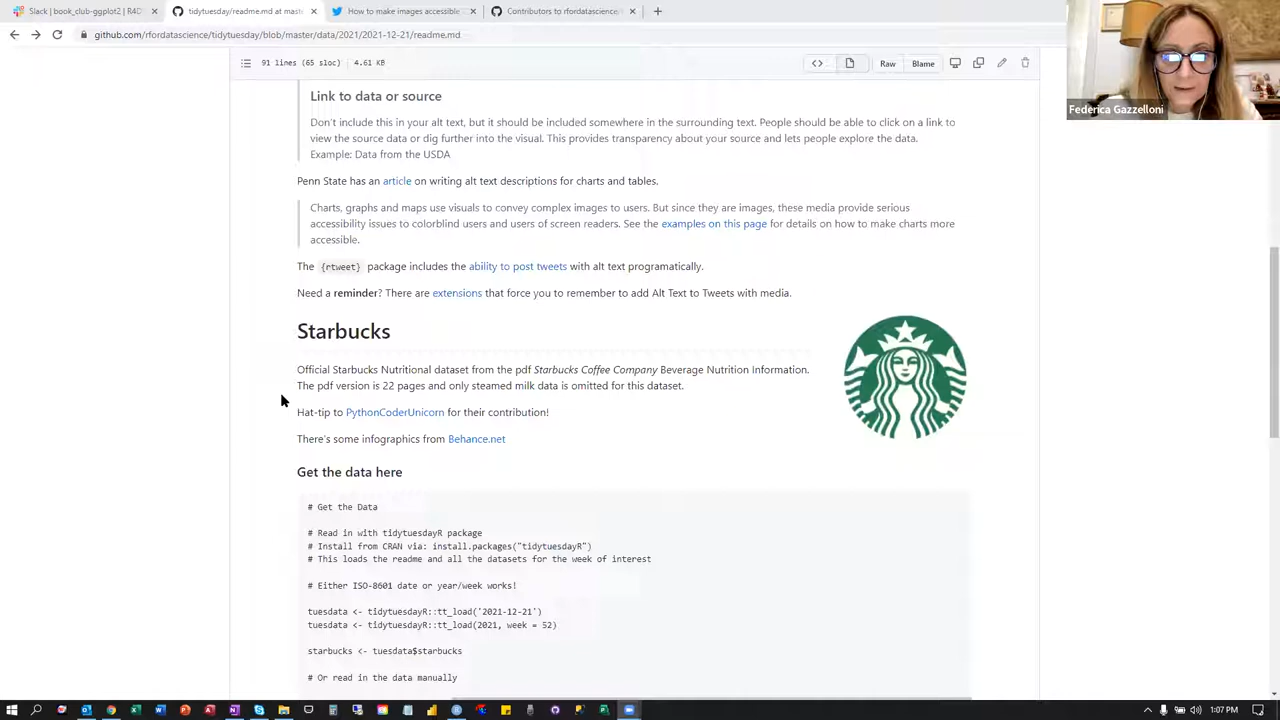 Slack | book_club-ggplot2 | R4D
tidytuesday/readme.md at maste
How to make images accessible
Contributors to rfordatascience/
github.com/rfordatascience/tidytuesday/blob/master/data/2021/2021-12-21/readme.md
Federica Gazzelloni
91 lines (65 sloc)
4.61 KB
Raw
Blame
Link to data or source
Don't include this in your alt text, but it should be included somewhere in the surrounding text. People should be able to click on a link to
view the source data or dig further into the visual. This provides transparency about your source and lets people explore the data.
Example: Data from the USDA
Penn State has an article on writing alt text descriptions for charts and tables.
Charts, graphs and maps use visuals to convey complex images to users. But since they are images, these media provide serious
accessibility issues to colorblind users and users of screen readers. See the examples on this page for details on how to make charts more
accessible.
The {rtweet} package includes the ability to post tweets with alt text programatically.
Need a reminder? There are extensions that force you to remember to add Alt Text to Tweets with media.
Starbucks
Official Starbucks Nutritional dataset from the pdf Starbucks Coffee Company Beverage Nutrition Information.
The pdf version is 22 pages and only steamed milk data is omitted for this dataset.
Hat-tip to PythonCoderUnicorn for their contribution!
There's some infographics from Behance.net
Get the data here
# Get the Data
# Read in with tidytuesdayR package
# Install from CRAN via: install.packages("tidytuesdayR")
# This loads the readme and all the datasets for the week of interest
# Either ISO-8601 date or year/week works!
tuesdata <- tidytuesdayR::tt_load('2021-12-21')
tuesdata <- tidytuesdayR::tt_load(2021, week = 52)
starbucks <- tuesdata$starbucks
# Or read in the data manually
1:07 PM